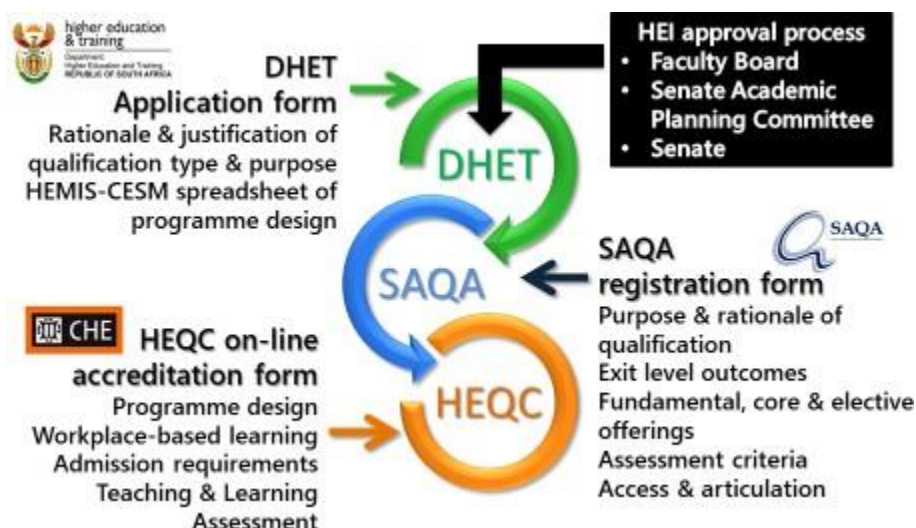 higher education
& training
Department:
Higher Education and Training
REPUBLIC OF SOUTH AFRICA
DHET
Application form
Rationale & justification of
qualification type & purpose
HEMIS-CESM spreadsheet of
programme design
HEI approval process
• Faculty Board
• Senate Academic
Planning Committee
• Senate
DHET
SAQA
HEQC
SAQA
SAQA
registration form
Purpose & rationale of
qualification
Exit level outcomes
Fundamental, core & elective
offerings
Assessment criteria
Access & articulation
CHE
HEQC on-line
accreditation form
Programme design
Workplace-based learning
Admission requirements
Teaching & Learning
Assessment